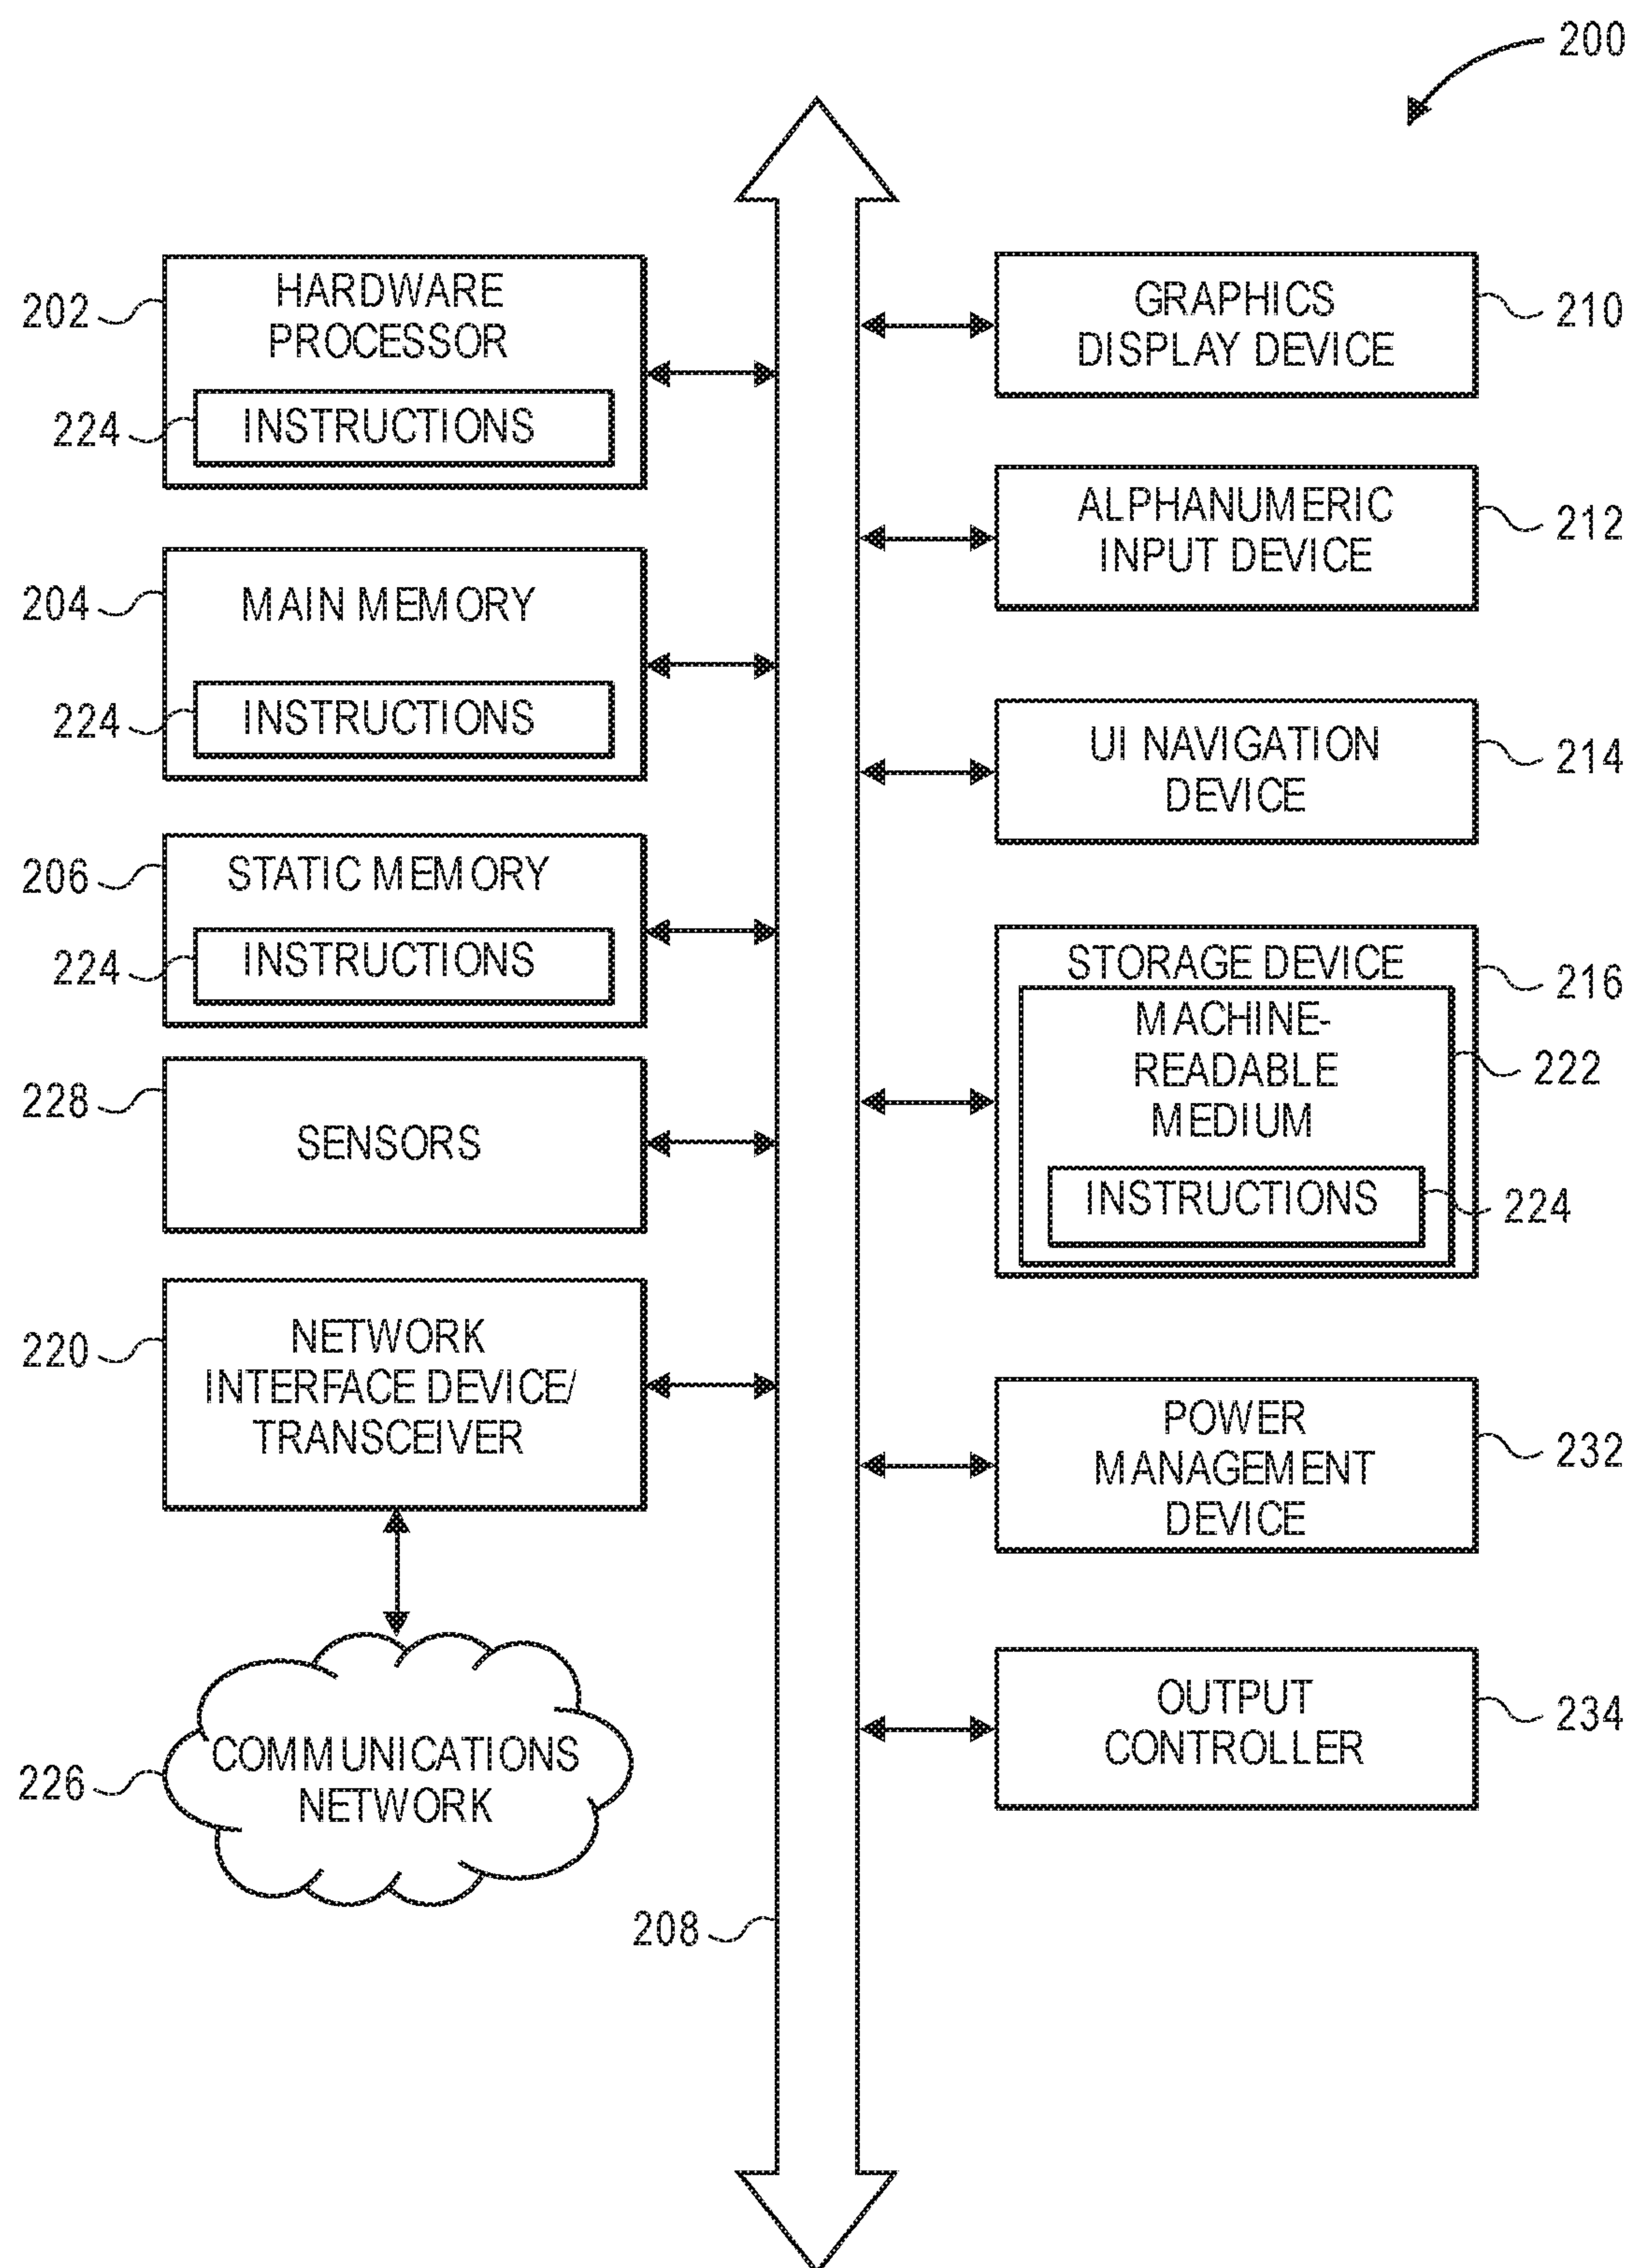 200
202
HARDWARE
PROCESSOR
224
INSTRUCTIONS
204
MAIN MEMORY
224
INSTRUCTIONS
206
STATIC MEMORY
224
INSTRUCTIONS
228
SENSORS
220
NETWORK
INTERFACE DEVICE/
TRANSCEIVER
226
COMMUNICATIONS
NETWORK
208
GRAPHICS
DISPLAY DEVICE
210
ALPHANUMERIC
INPUT DEVICE
212
UI NAVIGATION
DEVICE
214
STORAGE DEVICE
216
MACHINE-
READABLE
MEDIUM
222
INSTRUCTIONS
224
POWER
MANAGEMENT
DEVICE
232
OUTPUT
CONTROLLER
234